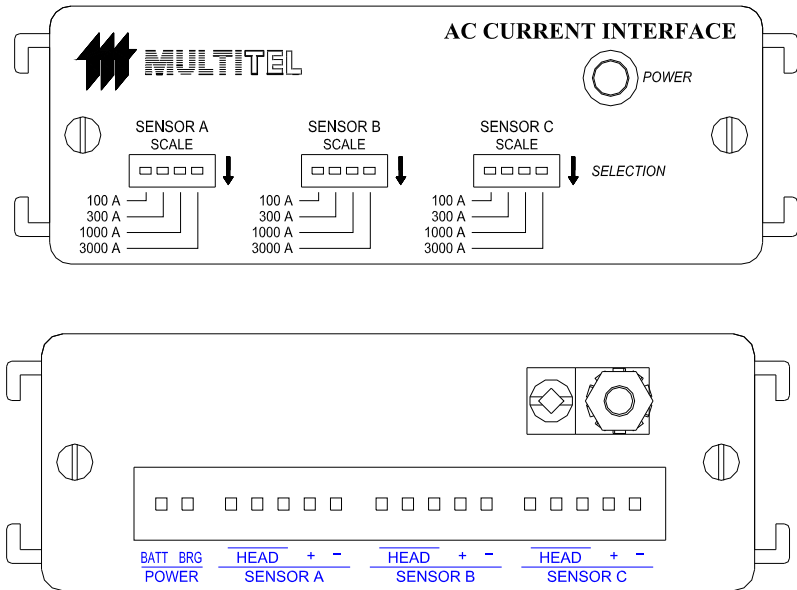 AC CURRENT INTERFACE
MULTITEL
POWER
SENSOR A SENSOR B SENSOR C
SCALE SCALE SCALE
SELECTION
100 A 100 A 100 A
300 A 300 A 300 A
1000 A 1000 A 1000 A
3000 A 3000 A 3000 A
BATT BRG HEAD + - HEAD + - HEAD + -
POWER SENSOR A SENSOR B SENSOR C